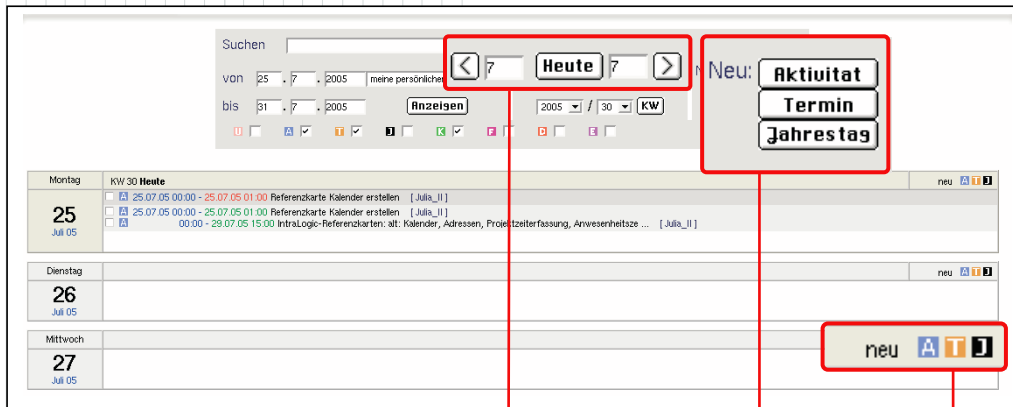 Suchen
< 7 Heute 7 >
Neu: Aktivitat
Termin
Jahrestag
von 25 . 7 . 2005 meine persönlichen
bis 31 . 7 . 2005 Anzeigen 2005 / 30 KW
U A T J K F D E
Montag KW 30 Heute neu A T J
25
Juli 05
A 25.07.05 00:00 - 25.07.05 01:00 Referenzkarte Kalender erstellen [ Julia_II ]
A 25.07.05 00:00 - 25.07.05 01:00 Referenzkarte Kalender erstellen [ Julia_II ]
A 00:00 - 29.07.05 15:00 IntraLogic-Referenzkarten: alt: Kalender, Adressen, Projektzeiterfassung, Anwesenheitsze ... [ Julia_II ]
Dienstag neu A T J
26
Juli 05
Mittwoch
27
Juli 05
neu A T J